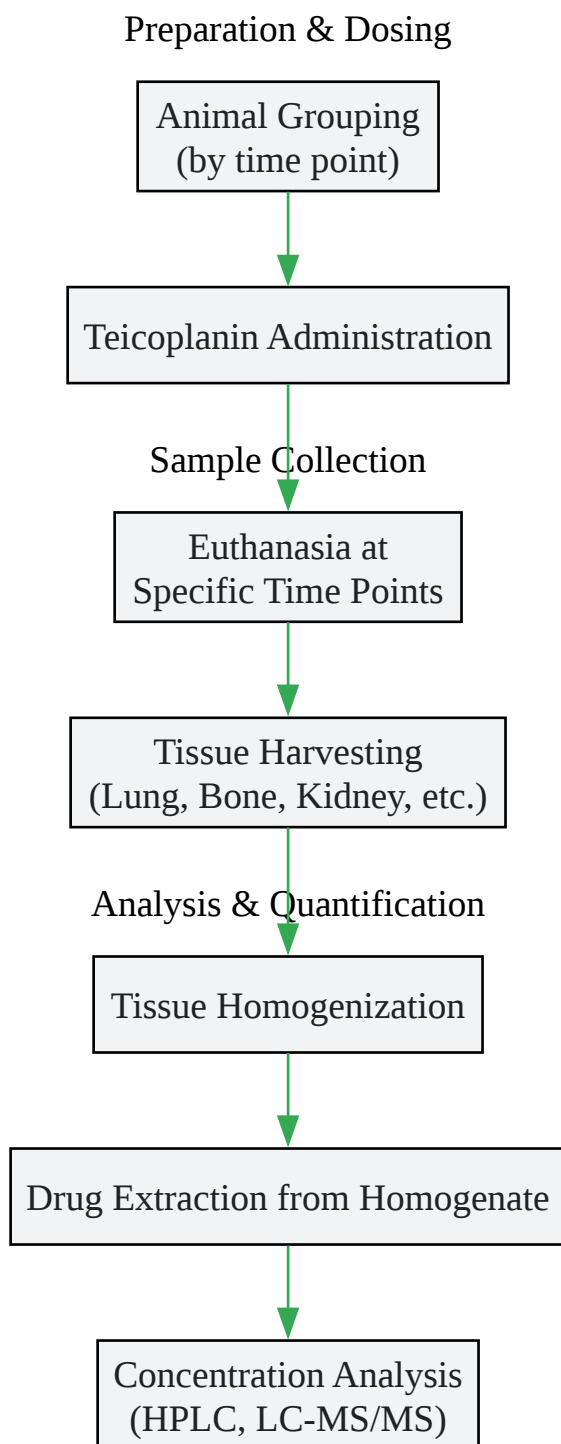 Preparation & Dosing
Animal Grouping
(by time point)
Teicoplanin Administration
Sample Collection
Euthanasia at
Specific Time Points
Tissue Harvesting
(Lung, Bone, Kidney, etc.)
Analysis & Quantification
Tissue Homogenization
Drug Extraction from Homogenate
Concentration Analysis
(HPLC, LC-MS/MS)